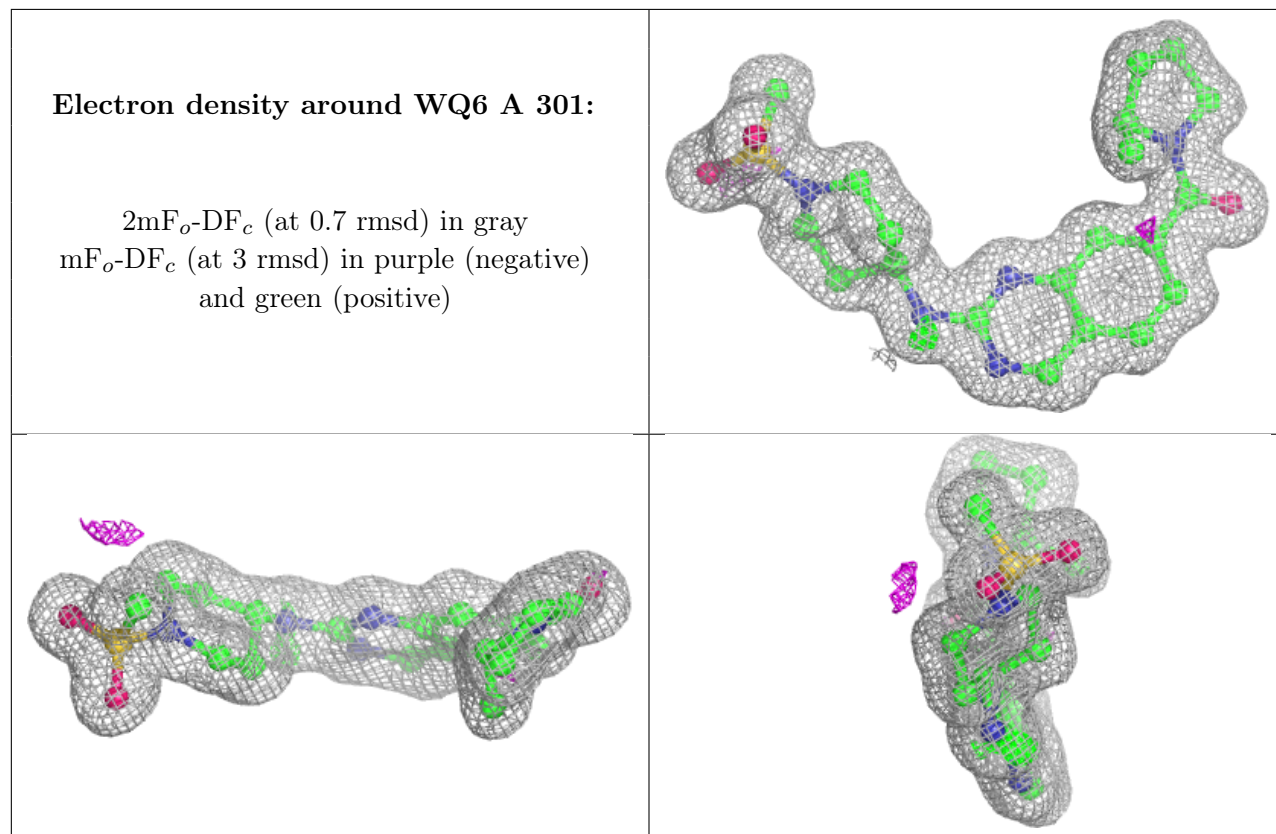 Electron density around WQ6 A 301:
2mFₒ-DF𝒸 (at 0.7 rmsd) in gray
mFₒ-DF𝒸 (at 3 rmsd) in purple (negative)
and green (positive)